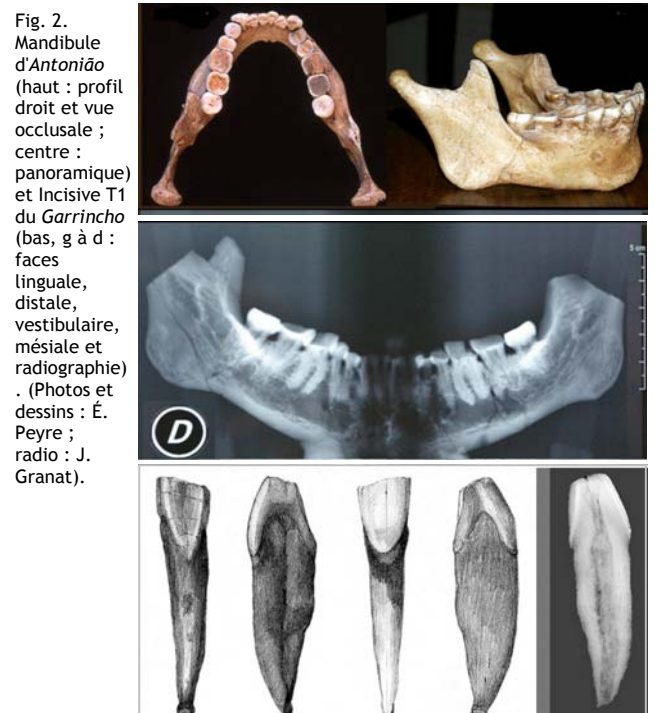 Fig. 2.
Mandibule
d'Antonião
(haut : profil
droit et vue
occlusale ;
centre :
panoramique)
et Incisive T1
du Garrincho
(bas, g à d :
faces
linguale,
distale,
vestibulaire,
mésiale et
radiographie)
. (Photos et
dessins : É.
Peyre ;
radio : J.
Granat).
5 cm
D